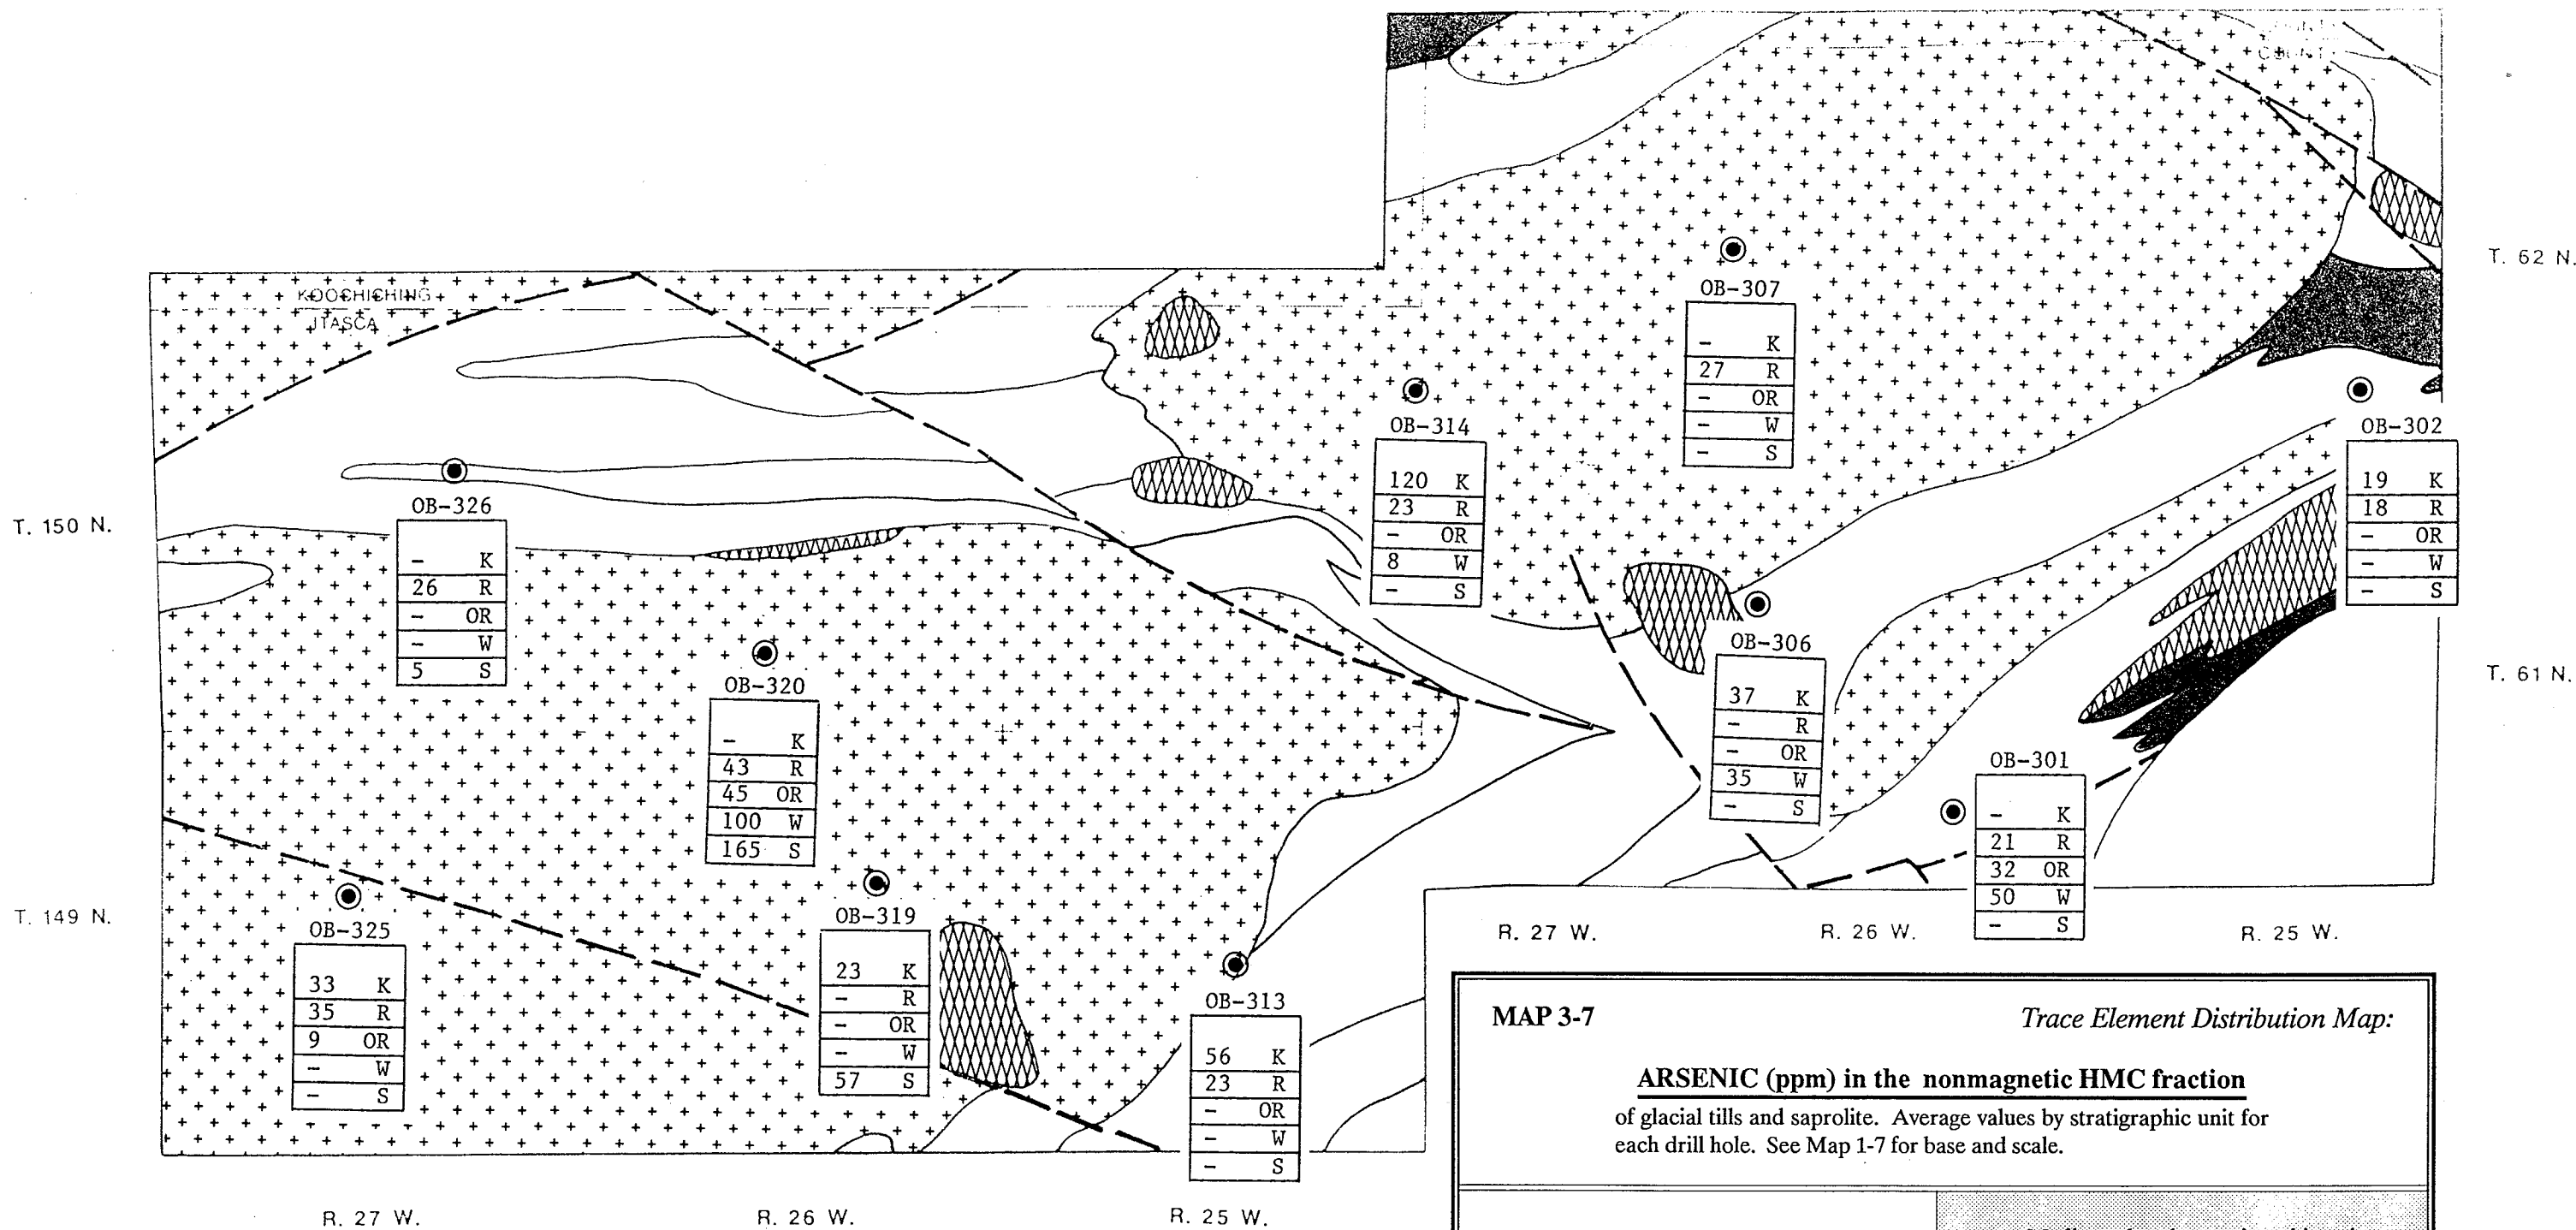 COUNTY
T. 62 N.
KOOCHICHING
ITASCA
OB-307
- K
27 R
- OR
- W
- S
OB-314
120 K
23 R
- OR
8 W
- S
OB-302
19 K
18 R
- OR
- W
- S
T. 150 N.
OB-326
- K
26 R
- OR
- W
5 S
OB-306
37 K
- R
- OR
35 W
- S
T. 61 N.
OB-320
- K
43 R
45 OR
100 W
165 S
OB-301
- K
21 R
32 OR
50 W
- S
T. 149 N.
OB-325
33 K
35 R
9 OR
- W
- S
OB-319
23 K
- R
- OR
- W
57 S
OB-313
56 K
23 R
- OR
- W
- S
R. 27 W. R. 26 W. R. 25 W.
MAP 3-7 Trace Element Distribution Map:
ARSENIC (ppm) in the nonmagnetic HMC fraction
of glacial tills and saprolite. Average values by stratigraphic unit for
each drill hole. See Map 1-7 for base and scale.
R. 27 W. R. 26 W. R. 25 W.